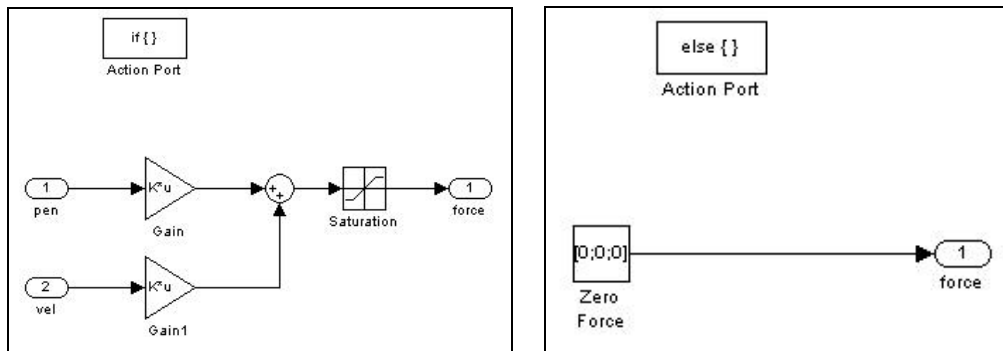 if { }
Action Port
1
pen
K*u
Gain
+
+
Saturation
1
force
2
vel
K*u
Gain1
else { }
Action Port
[0;0;0]
Zero
Force
1
force